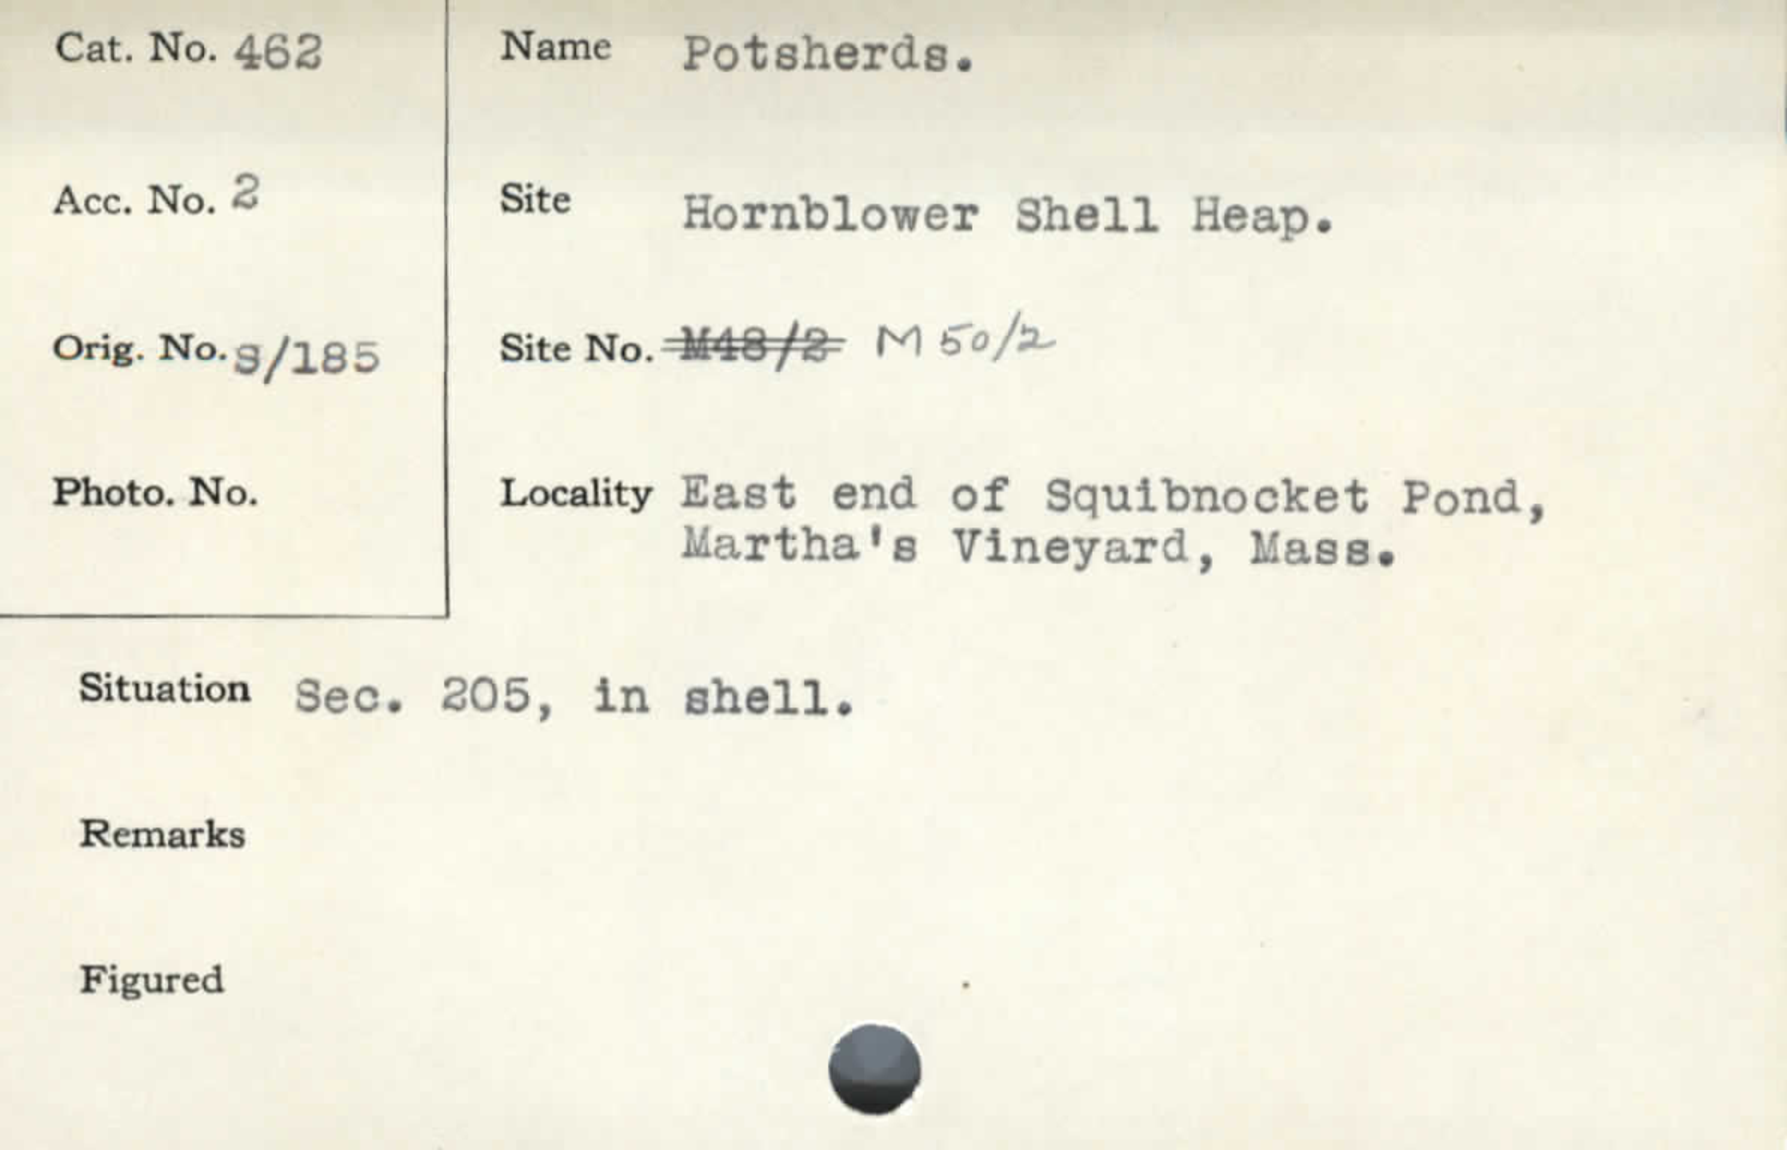 Cat. No. 462
Name Potsherds.
Acc. No. 2
Site Hornblower Shell Heap.
Orig. No. S/185
Site No. M48/2 M 50/2
Photo. No.
Locality East end of Squibnocket Pond,
Martha's Vineyard, Mass.
Situation Sec. 205, in shell.
Remarks
Figured